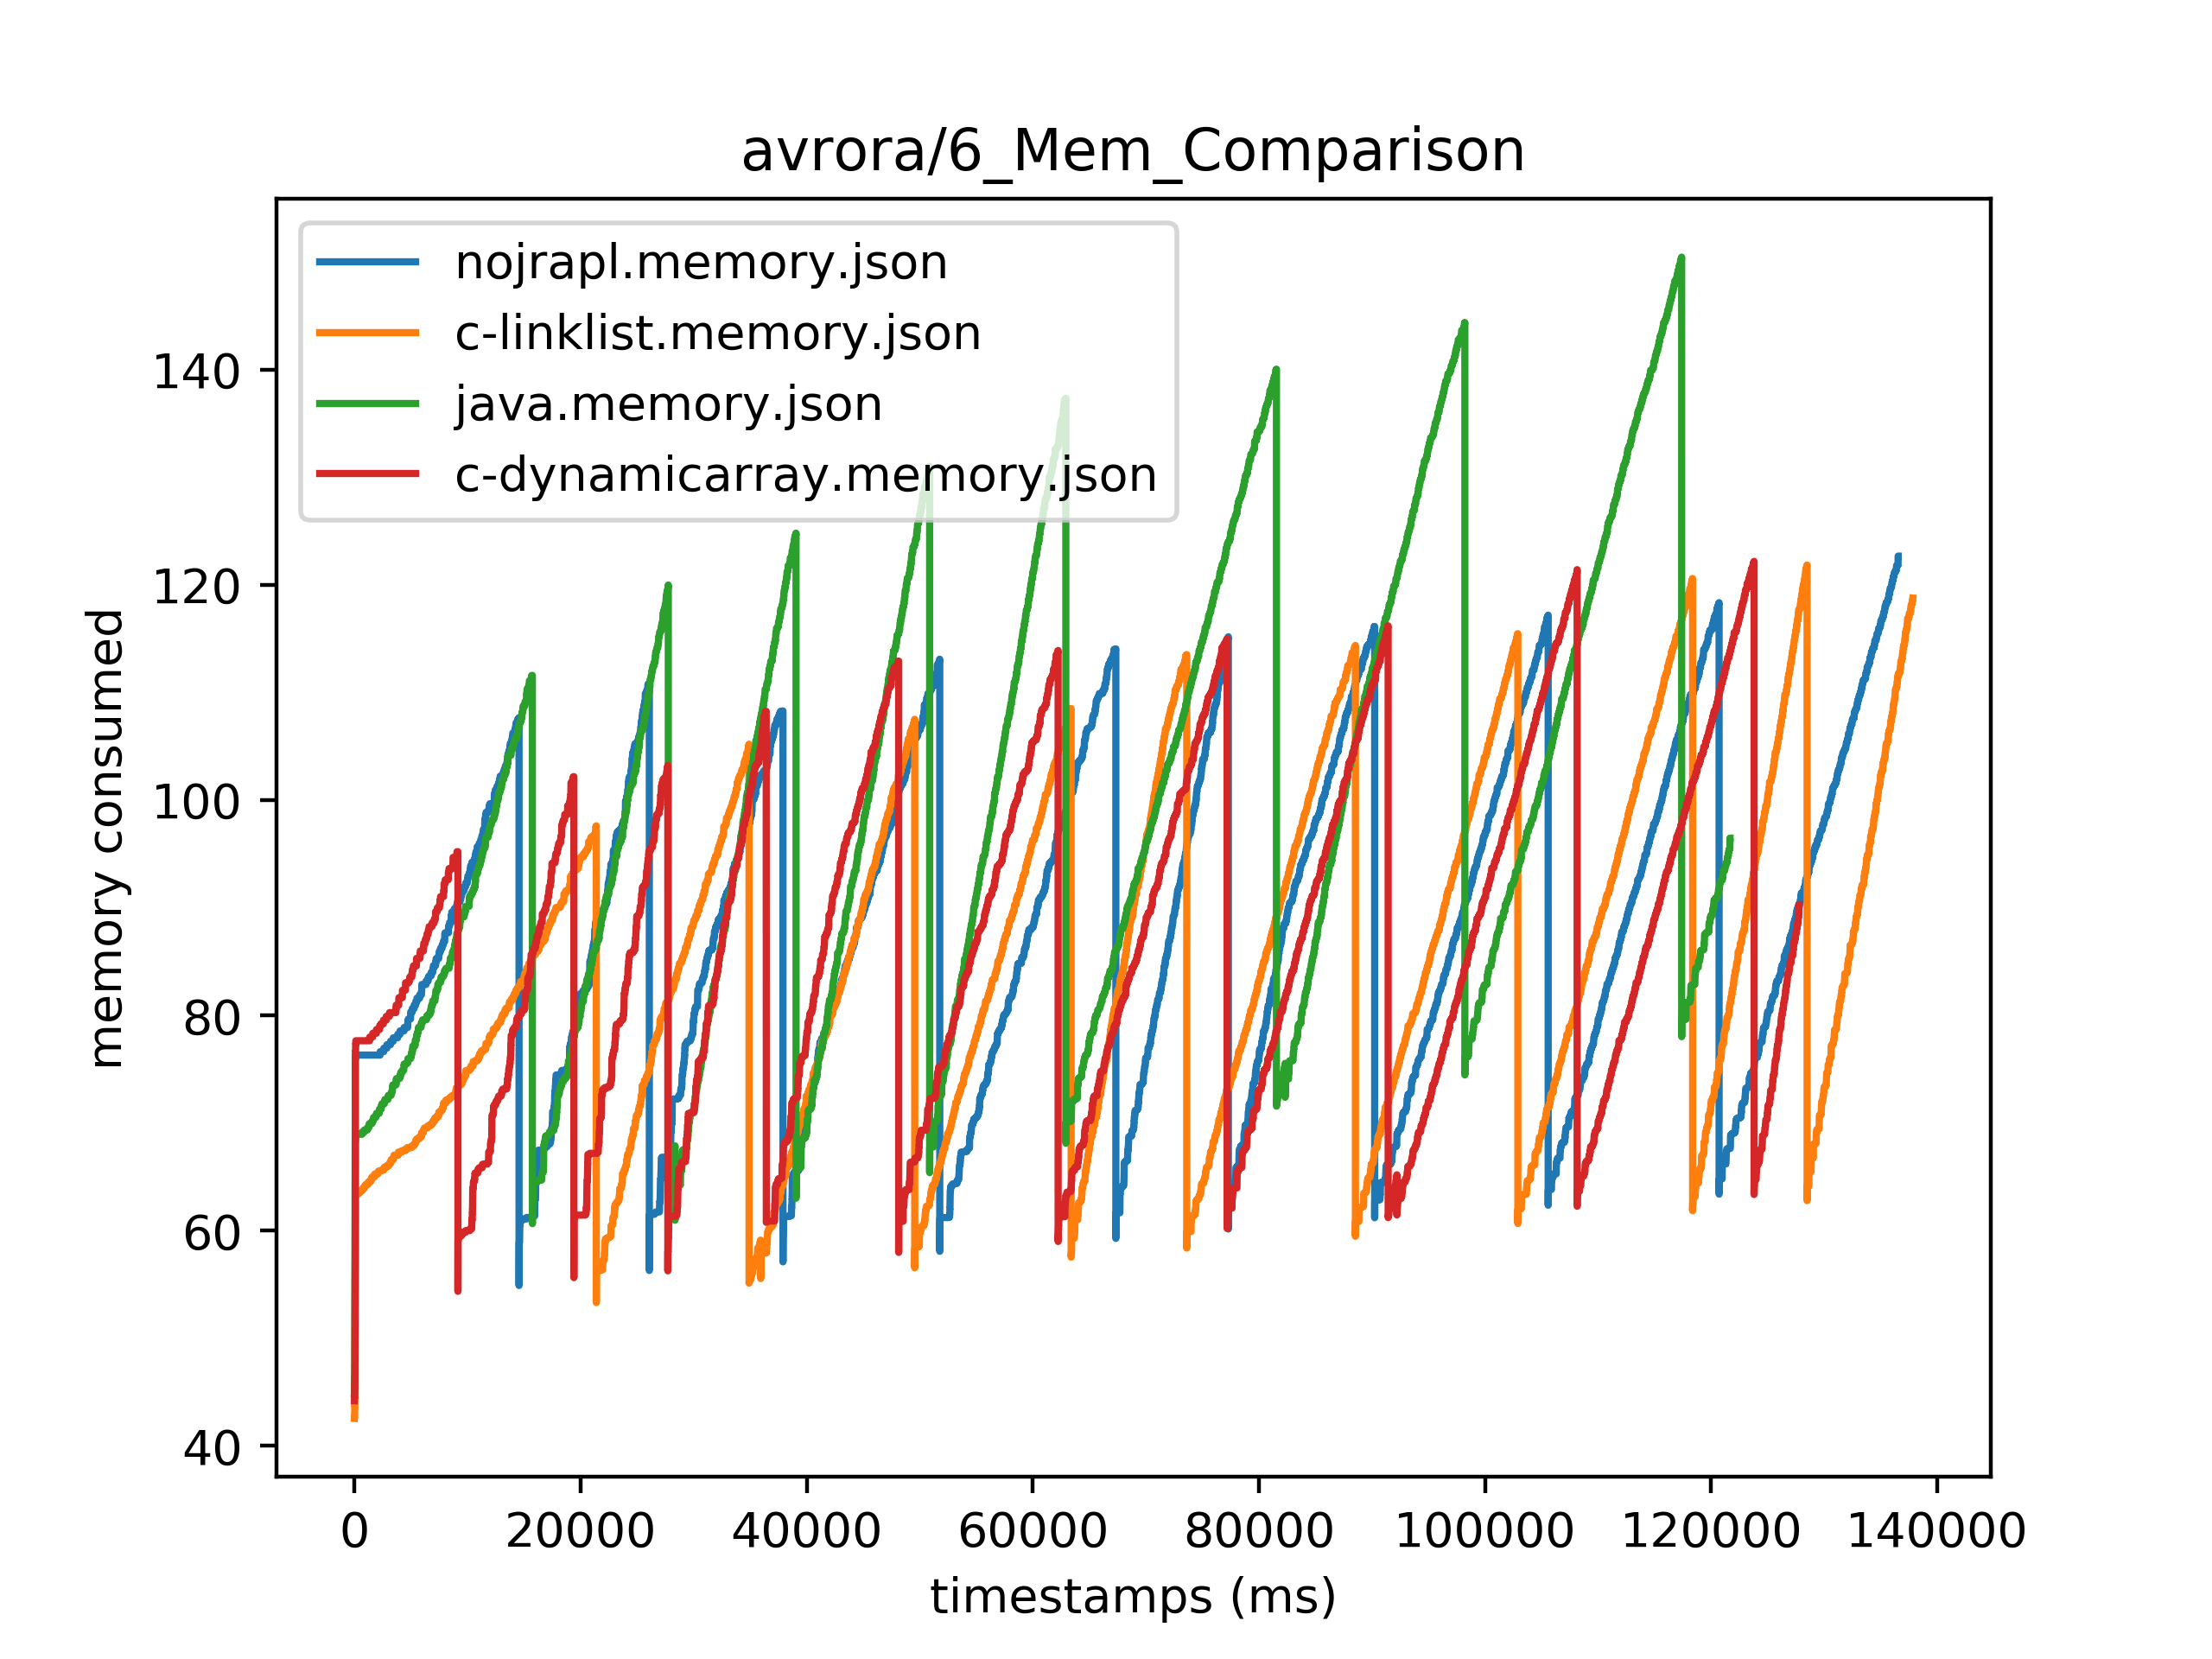 avrora/6_Mem_Comparison
nojrapl.memory.json
c-linklist.memory.json
java.memory.json
c-dynamicarray.memory.json
memory consumed
140
120
100
80
60
40
0 20000 40000 60000 80000 100000 120000 140000
timestamps (ms)